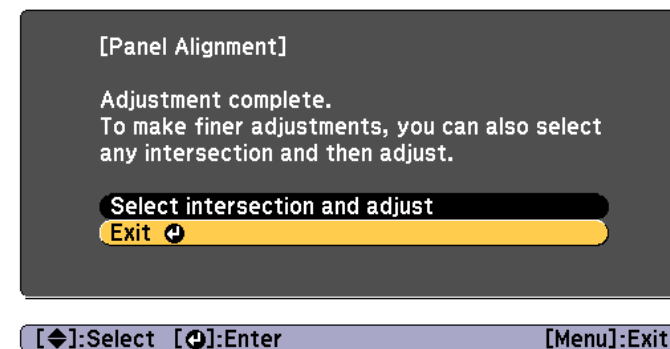 [Panel Alignment]
Adjustment complete.
To make finer adjustments, you can also select
any intersection and then adjust.
Select intersection and adjust
Exit
[◆]:Select [↵]:Enter [Menu]:Exit